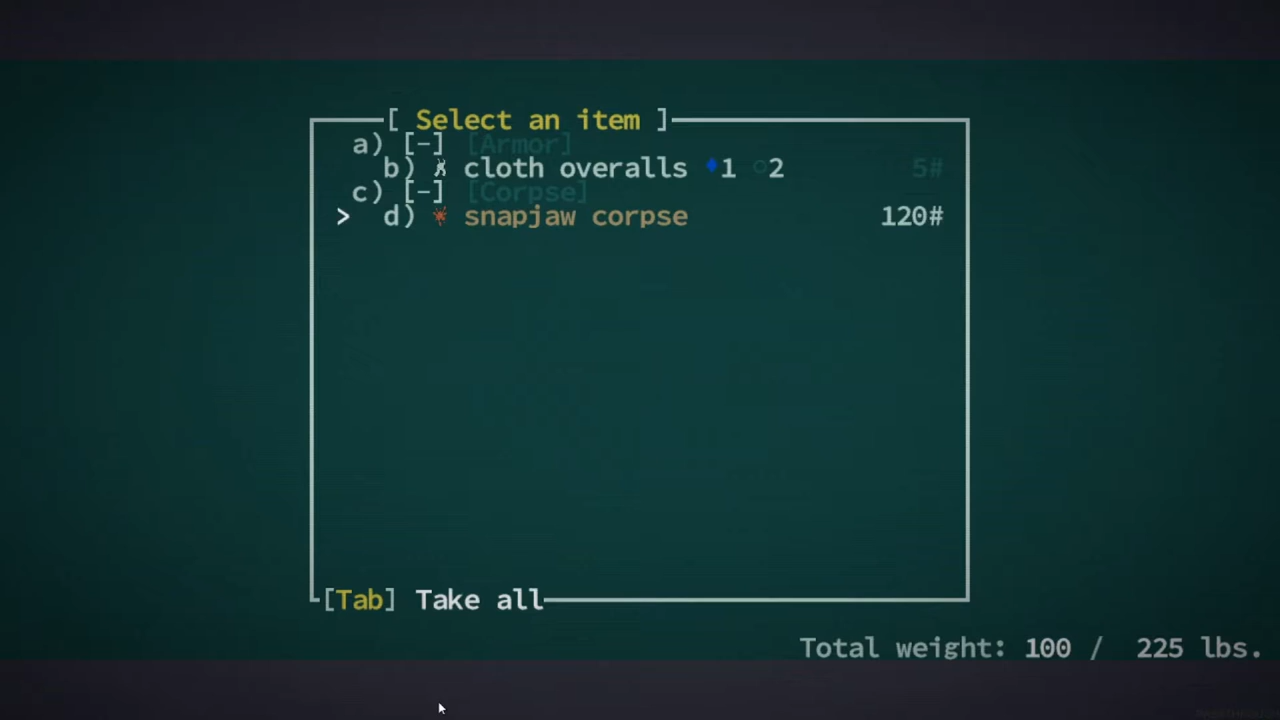 [ Select an item ]
a) [-] [Armor]
b) cloth overalls ♦1 ○2 5#
c) [-] [Corpse]
> d) snapjaw corpse 120#
[Tab] Take all
Total weight: 100 / 225 lbs.